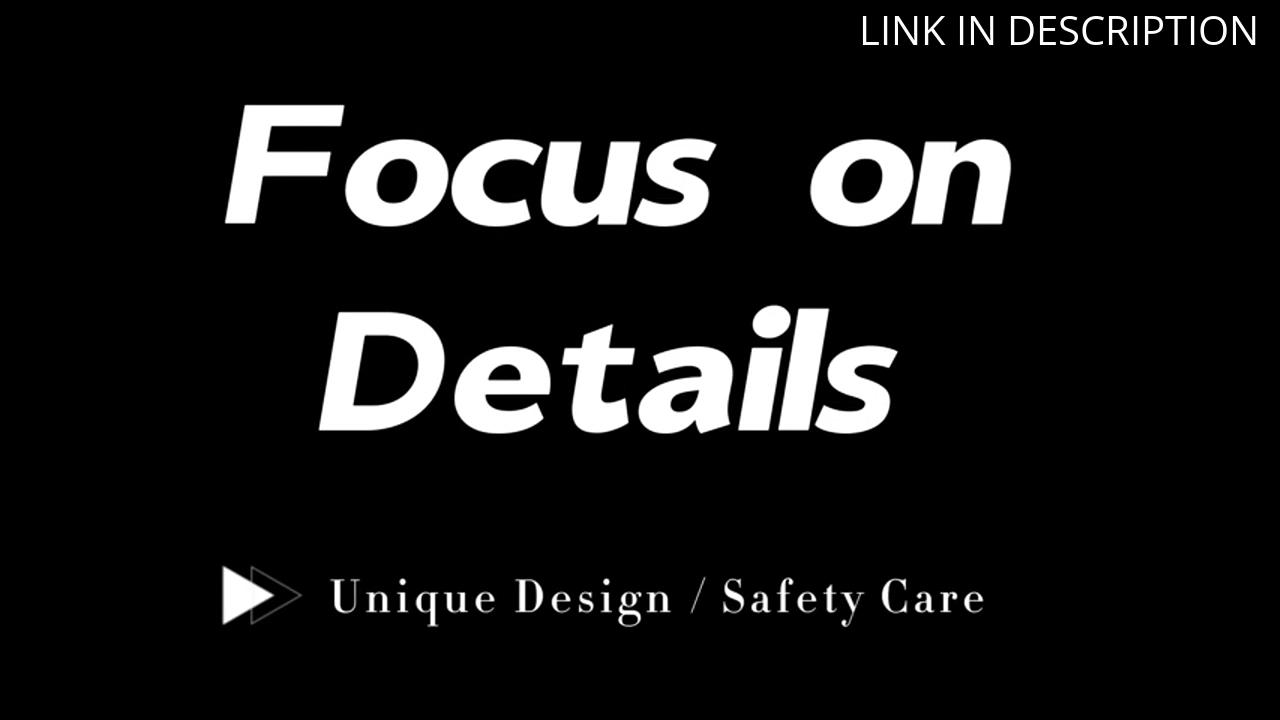 LINK IN DESCRIPTION
Focus on
Details
Unique Design / Safety Care